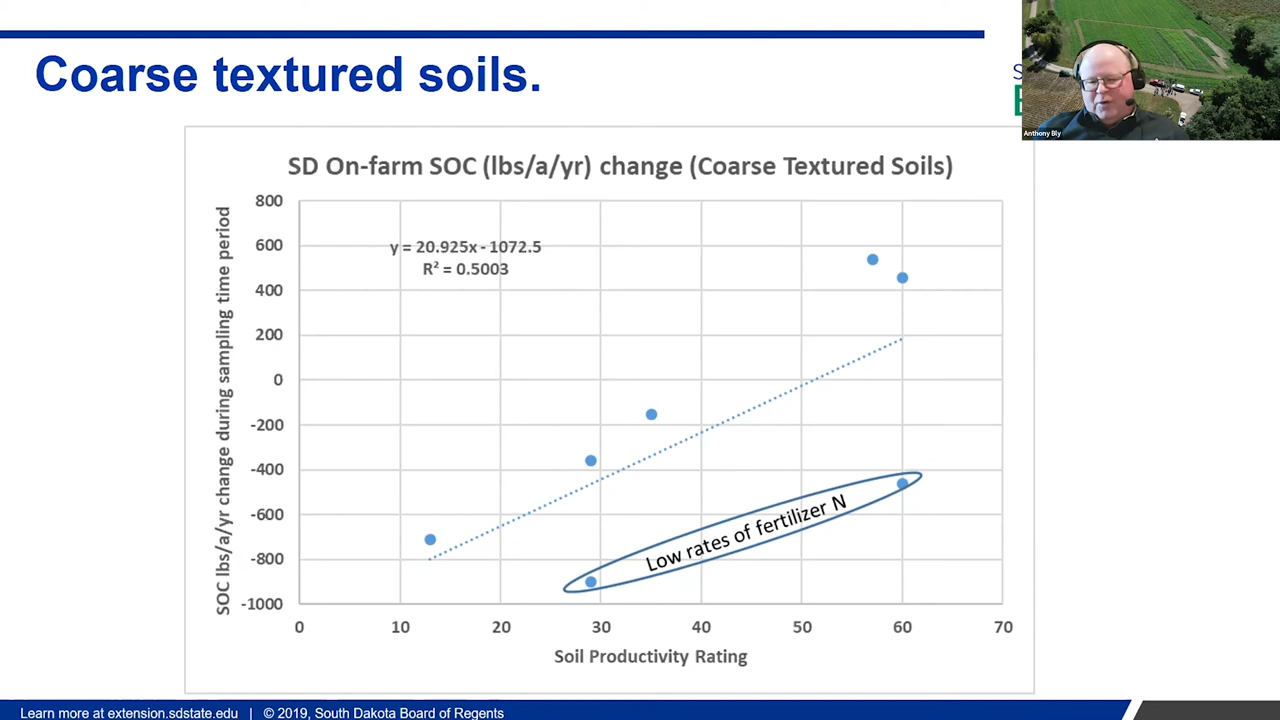 Coarse textured soils.
S
E
Anthony Bly
SD On-farm SOC (lbs/a/yr) change (Coarse Textured Soils)
SOC lbs/a/yr change during sampling time period
800
600
400
200
0
-200
-400
-600
-800
-1000
y = 20.925x - 1072.5
R² = 0.5003
Low rates of fertilizer N
0 10 20 30 40 50 60 70
Soil Productivity Rating
Learn more at extension.sdstate.edu | © 2019, South Dakota Board of Regents